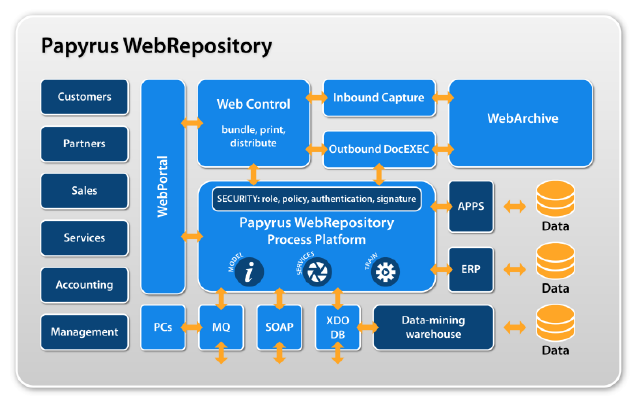 Papyrus WebRepository
Customers
Partners
Sales
Services
Accounting
Management
WebPortal
Web Control
bundle, print,
distribute
Inbound Capture
Outbound DocEXEC
WebArchive
SECURITY: role, policy, authentication, signature
Papyrus WebRepository
Process Platform
MODEL
SERVICES
TRAIN
APPS
Data
ERP
Data
PCs
MQ
SOAP
XDO
DB
Data-mining
warehouse
Data